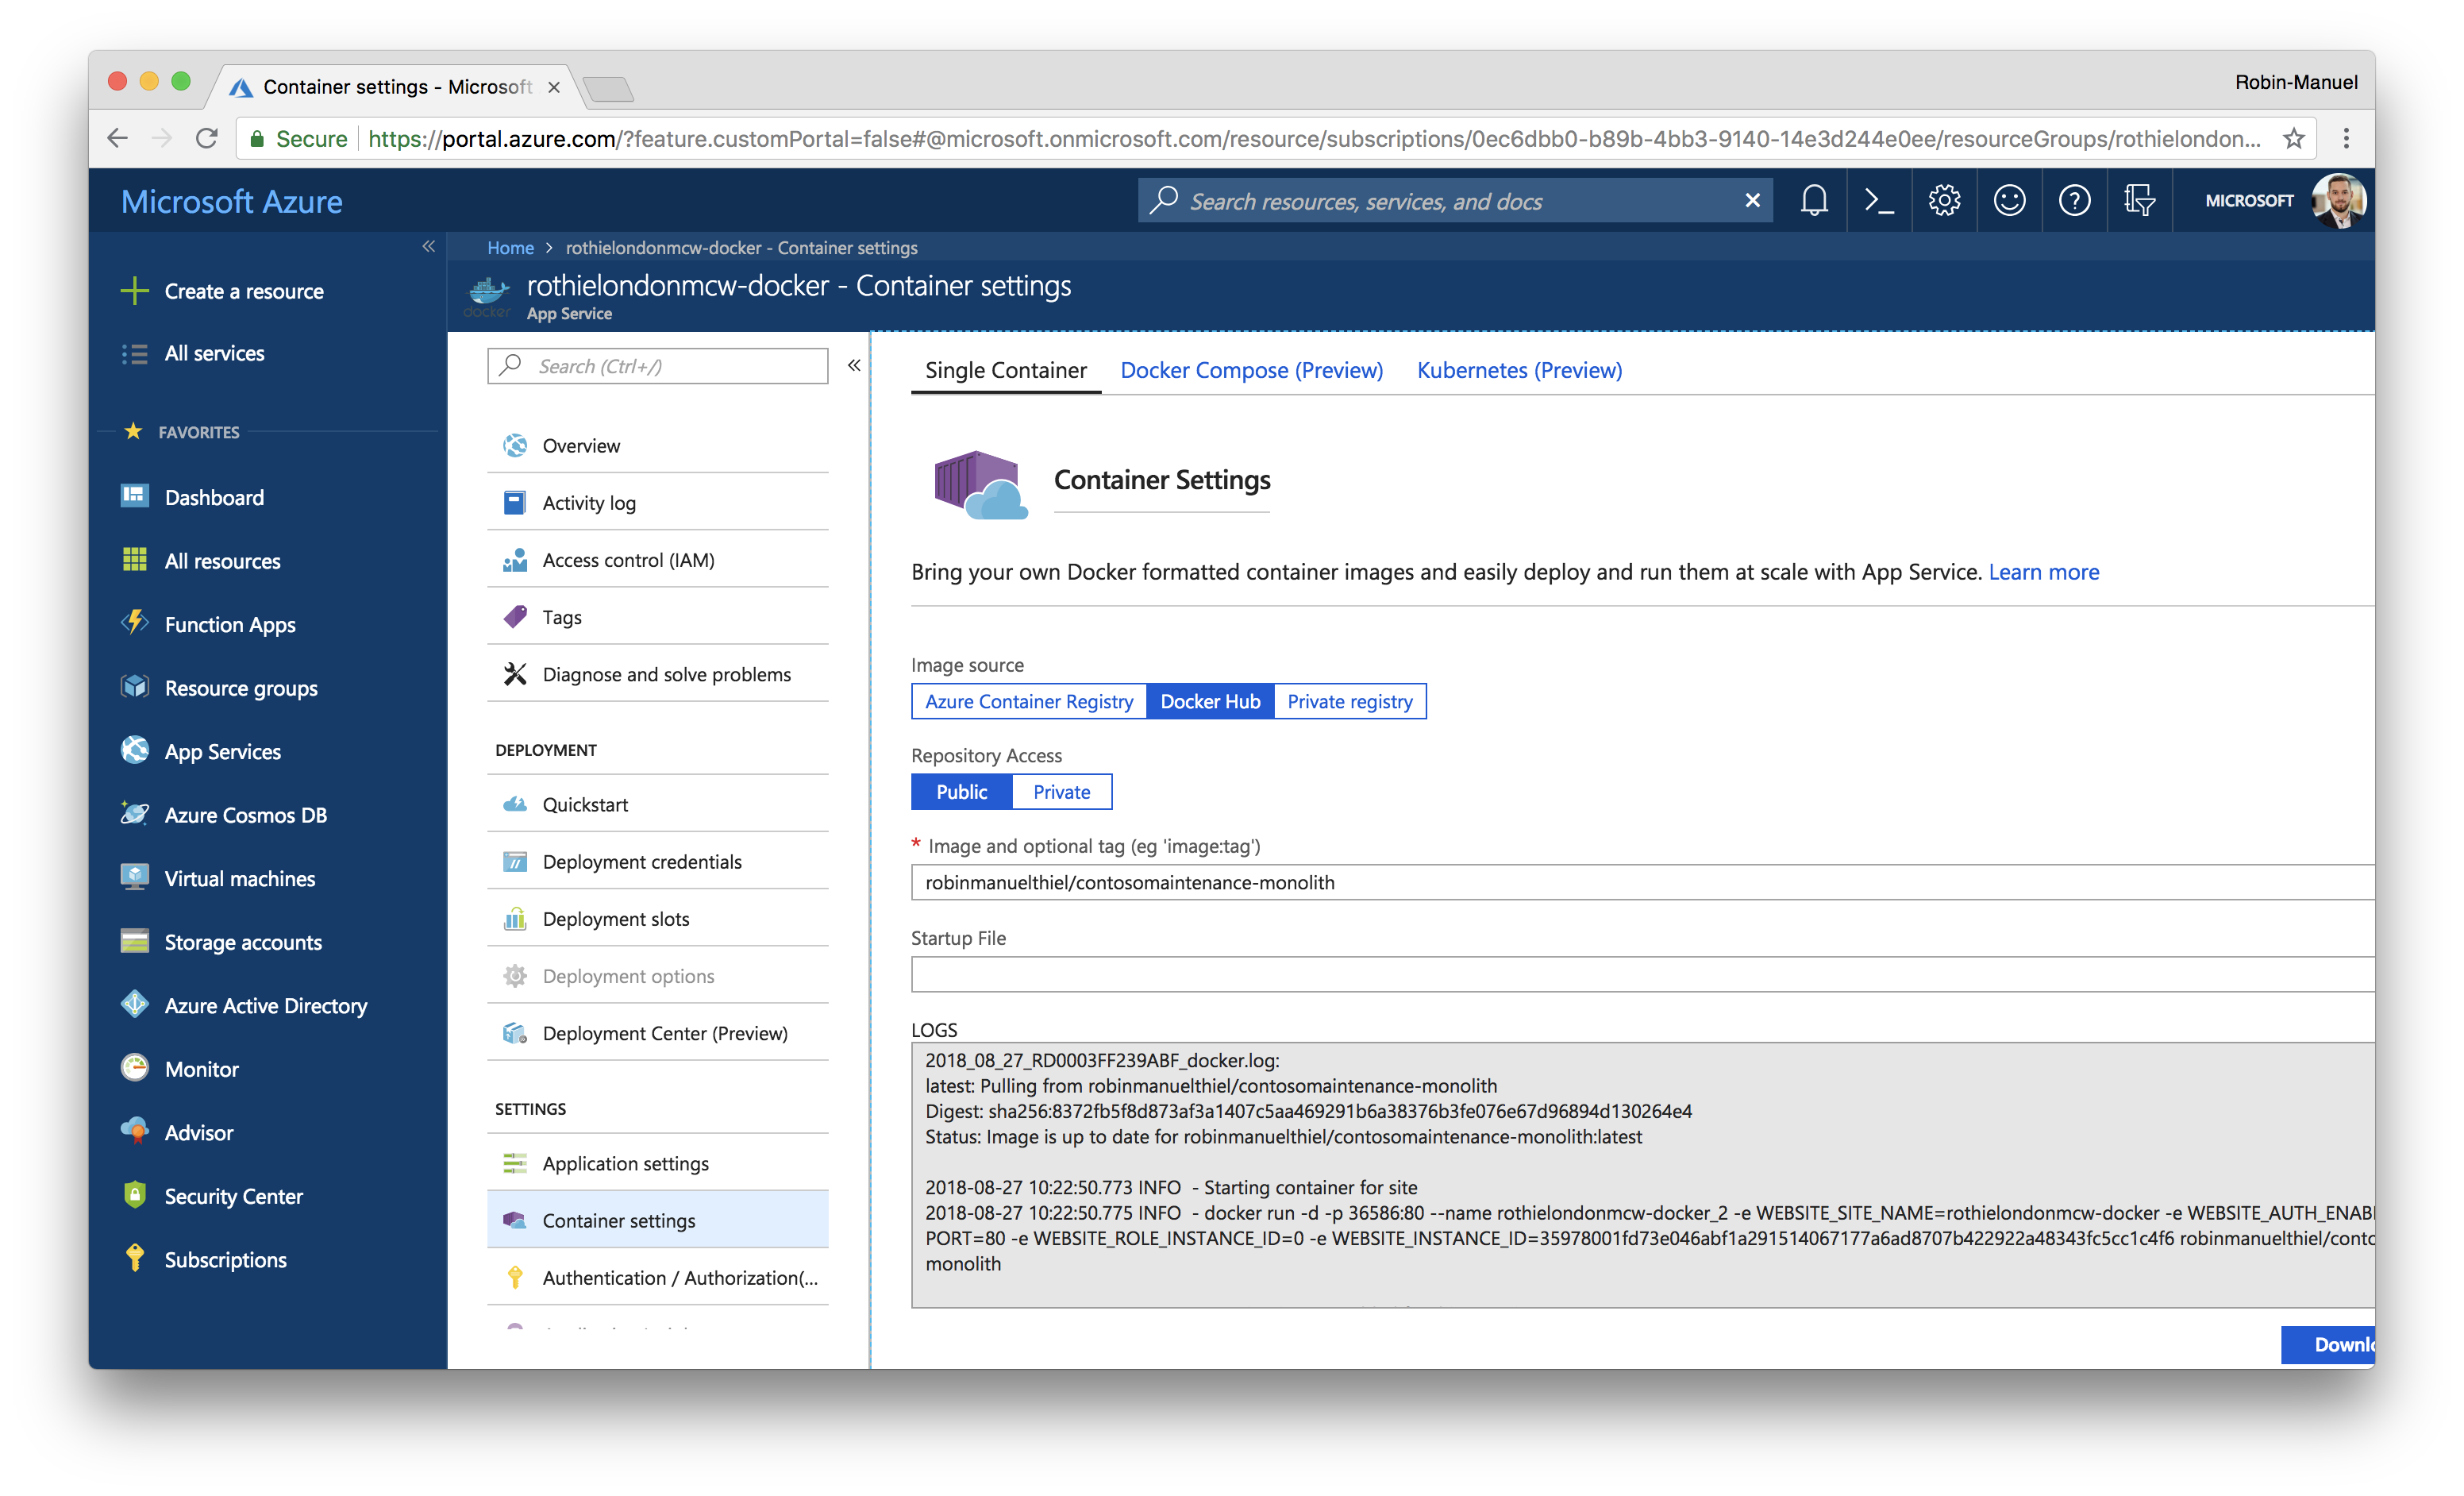 Container settings - Microsoft
Robin-Manuel
Secure
https://portal.azure.com/?feature.customPortal=false#@microsoft.onmicrosoft.com/resource/subscriptions/0ec6dbb0-b89b-4bb3-9140-14e3d244e0ee/resourceGroups/rothielondon...
Microsoft Azure
Search resources, services, and docs
MICROSOFT
Home > rothielondonmcw-docker - Container settings
rothielondonmcw-docker - Container settings
docker
App Service
Create a resource
All services
FAVORITES
Dashboard
All resources
Function Apps
Resource groups
App Services
Azure Cosmos DB
Virtual machines
Storage accounts
Azure Active Directory
Monitor
Advisor
Security Center
Subscriptions
Search (Ctrl+/)
Overview
Activity log
Access control (IAM)
Tags
Diagnose and solve problems
DEPLOYMENT
Quickstart
Deployment credentials
Deployment slots
Deployment options
Deployment Center (Preview)
SETTINGS
Application settings
Container settings
Authentication / Authorization(...
Single Container
Docker Compose (Preview)
Kubernetes (Preview)
Container Settings
Bring your own Docker formatted container images and easily deploy and run them at scale with App Service. Learn more
Image source
Azure Container Registry
Docker Hub
Private registry
Repository Access
Public
Private
* Image and optional tag (eg 'image:tag')
robinmanuelthiel/contosomaintenance-monolith
Startup File
LOGS
2018_08_27_RD0003FF239ABF_docker.log:
latest: Pulling from robinmanuelthiel/contosomaintenance-monolith
Digest: sha256:8372fb5f8d873af3a1407c5aa469291b6a38376b3fe076e67d96894d130264e4
Status: Image is up to date for robinmanuelthiel/contosomaintenance-monolith:latest
2018-08-27 10:22:50.773 INFO - Starting container for site
2018-08-27 10:22:50.775 INFO - docker run -d -p 36586:80 --name rothielondonmcw-docker_2 -e WEBSITE_SITE_NAME=rothielondonmcw-docker -e WEBSITE_AUTH_ENAB
PORT=80 -e WEBSITE_ROLE_INSTANCE_ID=0 -e WEBSITE_INSTANCE_ID=35978001fd73e046abf1a291514067177a6ad8707b422922a48343fc5cc1c4f6 robinmanuelthiel/conto
monolith
Downlo